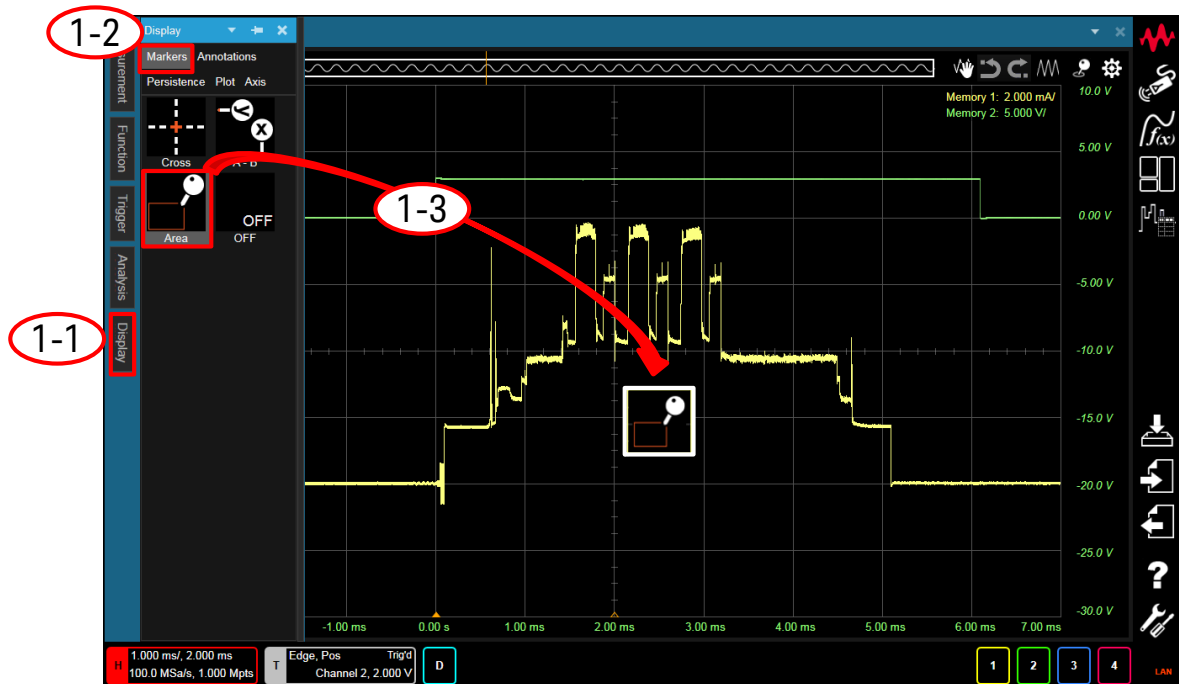 1-2
Display
Markers Annotations
Persistence Plot Axis
Cross
A - B
Area
OFF
OFF
surement
Function
Trigger
Analysis
Display
1-1
1-3
f(x)
Memory 1: 2.000 mA/
Memory 2: 5.000 V/
10.0 V
5.00 V
0.00 V
-5.00 V
-10.0 V
-15.0 V
-20.0 V
-25.0 V
-30.0 V
-1.00 ms 0.00 s 1.00 ms 2.00 ms 3.00 ms 4.00 ms 5.00 ms 6.00 ms 7.00 ms
H
1.000 ms/, 2.000 ms
100.0 MSa/s, 1.000 Mpts
T
Edge, Pos Trig'd
Channel 2, 2.000 V
D
1 2 3 4
LAN